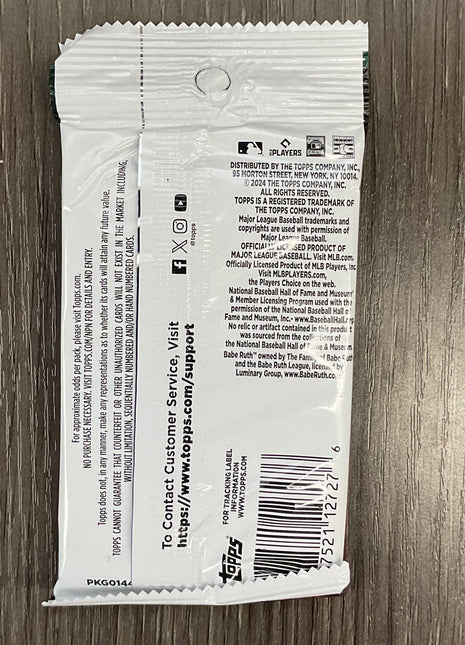 PLAYERS
DISTRIBUTED BY THE TOPPS COMPANY, INC,
95 MORTON STREET, NEW YORK, NY 10014.
© 2024 THE TOPPS COMPANY, INC.
ALL RIGHTS RESERVED.
TOPPS IS A REGISTERED TRADEMARK OF
THE TOPPS COMPANY, INC.
Major League Baseball trademarks and
copyrights are used with permission of
Major League Baseball.
OFFICIALLY LICENSED PRODUCT OF
MAJOR LEAGUE BASEBALL. Visit MLB.com.
Officially Licensed Product of MLB Players, Inc.
Visit MLBPLAYERS.com,
the Players Choice on the web.
National Baseball Hall of Fame and Museum
& Member Licensing Program used with the
permission of the National Baseball Hall o
Fame and Museum, Inc.- www.BaseballHall.org
No relic or artifact contained in this product
was sourced from the collections of
the National Baseball Hall of Fame & Museum.
Babe Ruth™ owned by The Family of Babe Ruth
and the Babe Ruth League, licensed by
Luminary Group, www.BabeRuth.co
For approximate odds per pack, please visit Topps.com.
NO PURCHASE NECESSARY. VISIT TOPPS.COM/NPN FOR DETAILS AND ENTRY.
Topps does not, in any manner, make any representations as to whether its cards will attain any future value.
TOPPS CANNOT GUARANTEE THAT COUNTERFEIT OR OTHER UNAUTHORIZED CARDS WILL NOT EXIST IN THE MARKET INCLUDING,
WITHOUT LIMITATION, SEQUENTIALLY NUMBERED AND/OR HAND NUMBERED CARDS.
To Contact Customer Service, Visit
https://www.topps.com/support
@topps
FOR TRACKING LABEL
INFORMATION
WWW.TOPPS.COM
topps
7521 12727 6
PKG0144